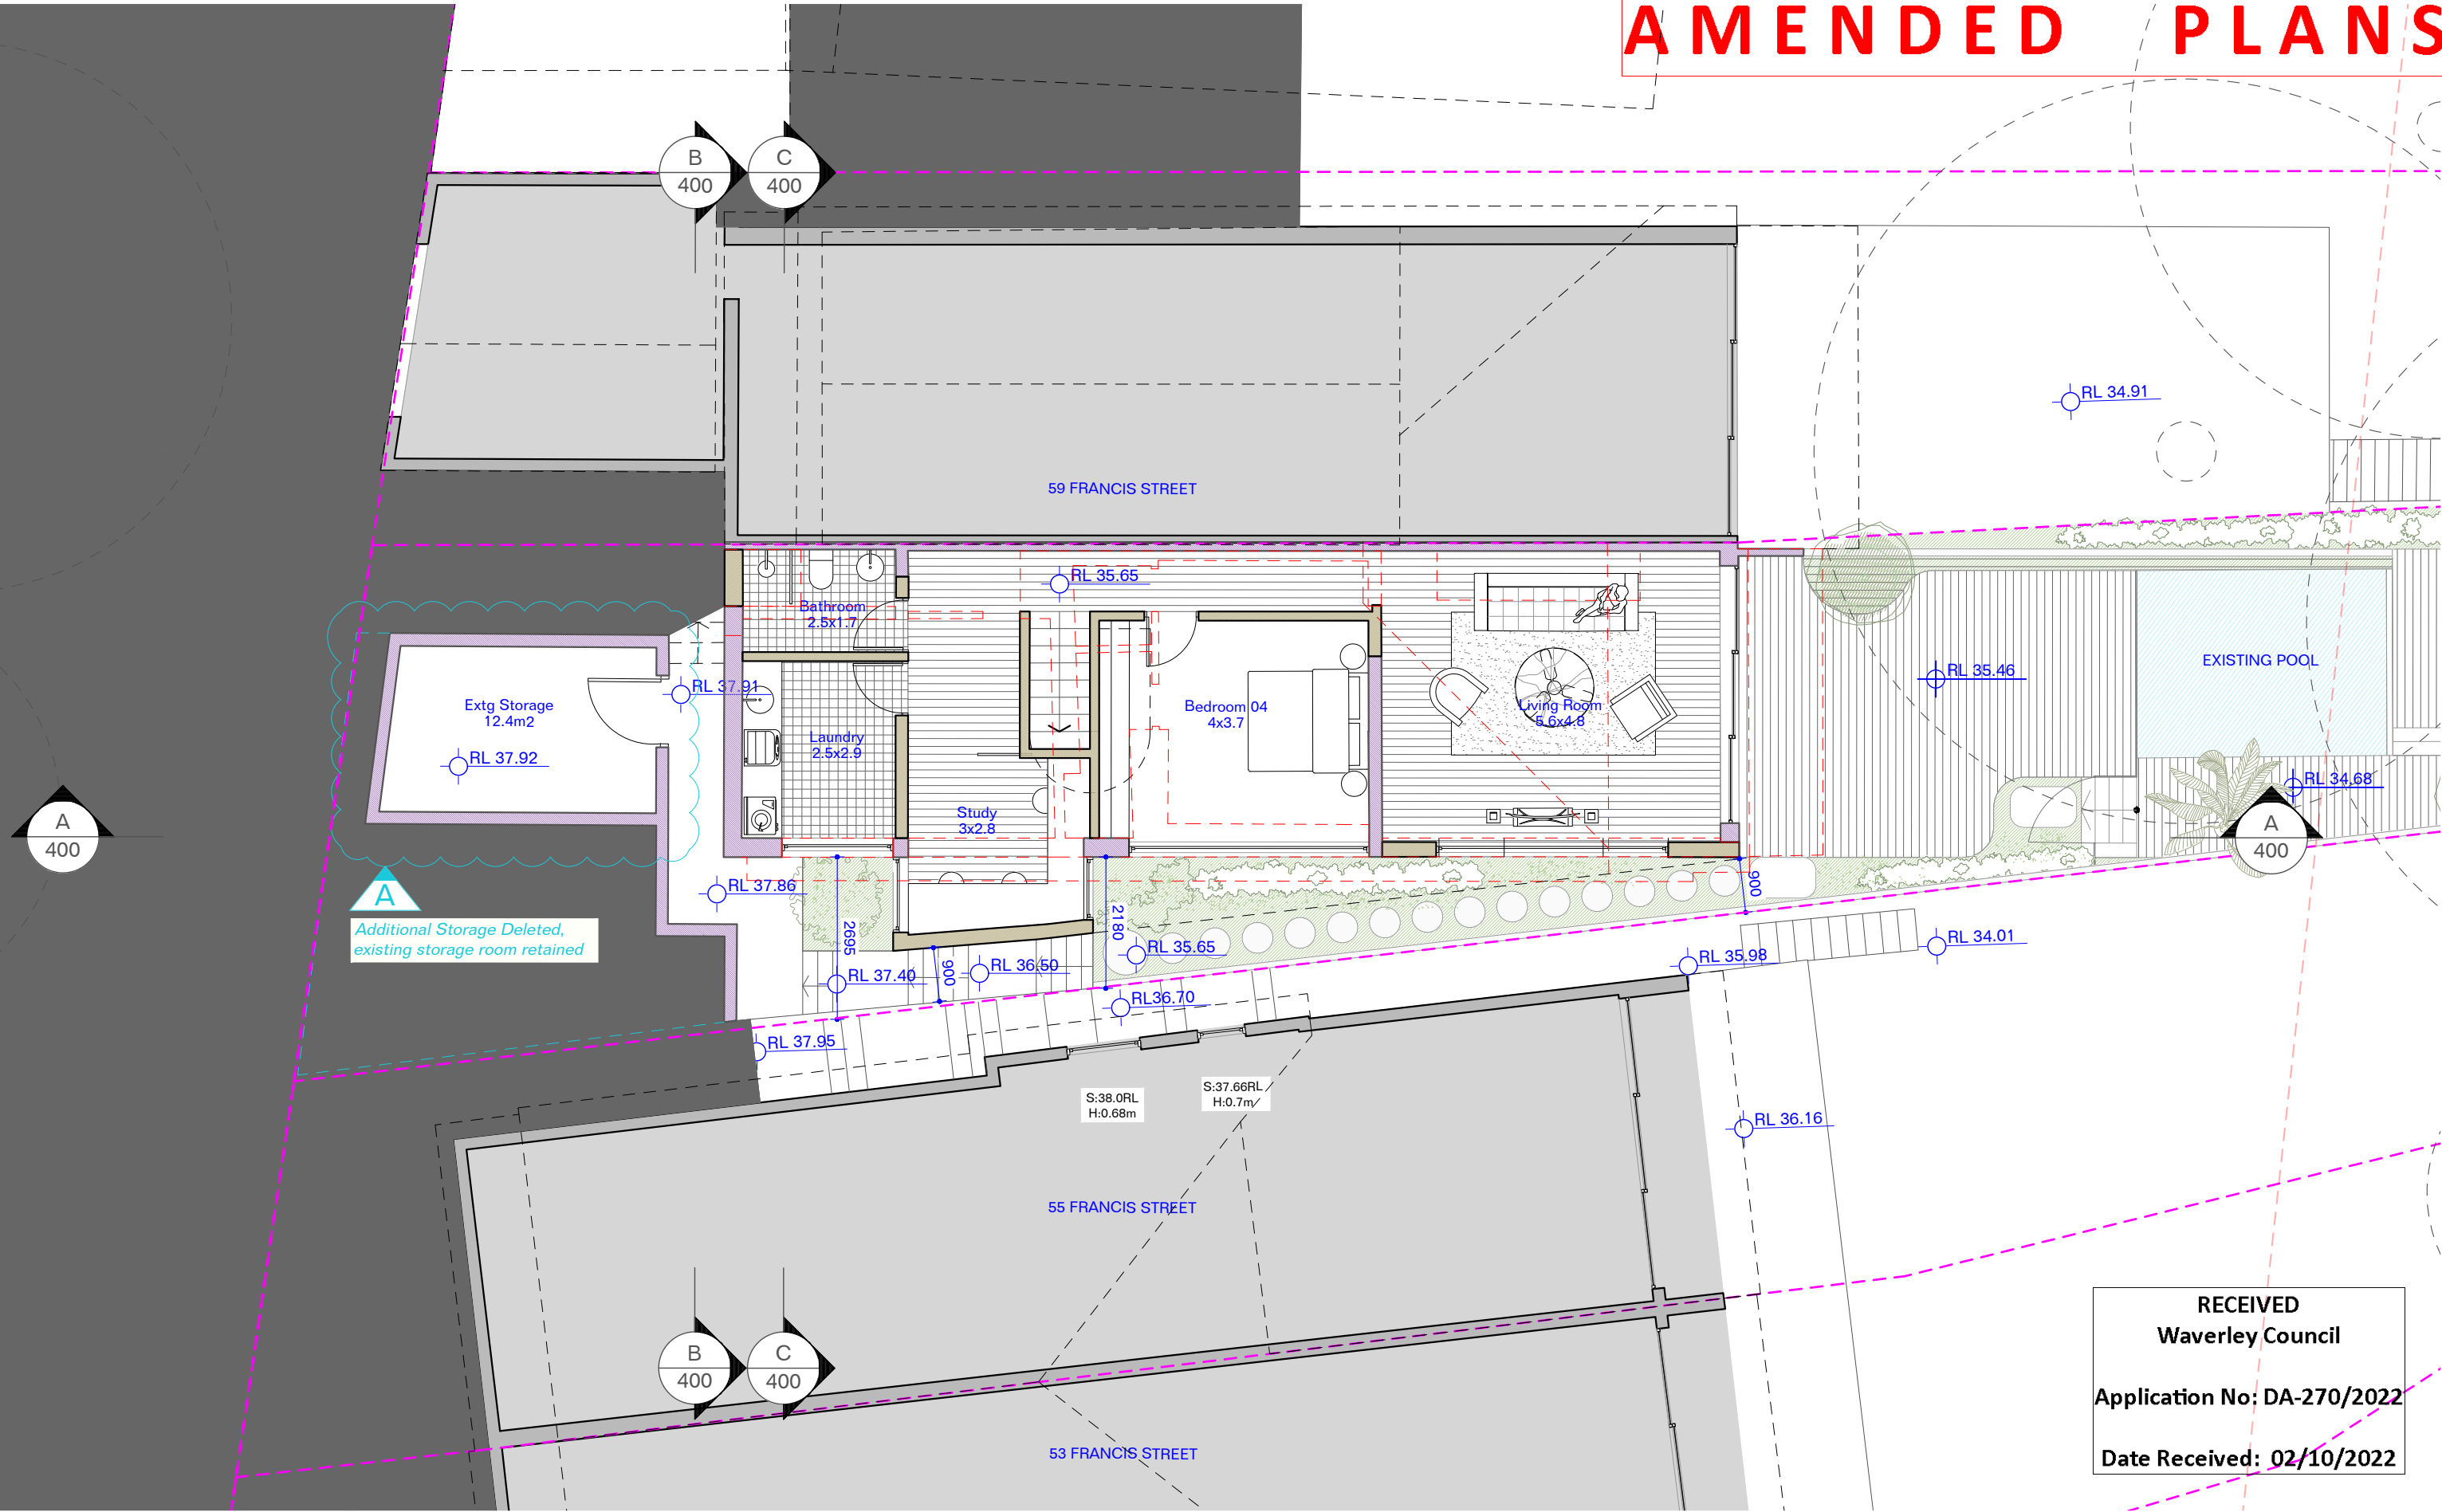 AMENDED PLANS
B
400
C
400
RL 34.91
59 FRANCIS STREET
RL 35.65
Bathroom
2.5x1.7
EXISTING POOL
RL 35.46
RL 37.91
Extg Storage
12.4m2
Bedroom 04
4x3.7
Living Room
5.6x4.8
Laundry
2.5x2.9
RL 37.92
RL 34.68
Study
3x2.8
A
400
A
400
A
RL 37.86
900
2695
2180
Additional Storage Deleted,
existing storage room retained
RL 35.65
RL 34.01
RL 35.98
900
RL 36.50
RL 37.40
RL36.70
RL 37.95
S:38.0RL
H:0.68m
S:37.66RL
H:0.7m
RL 36.16
55 FRANCIS STREET
B
400
C
400
53 FRANCIS STREET
RECEIVED
Waverley Council
Application No: DA-270/2022
Date Received: 02/10/2022